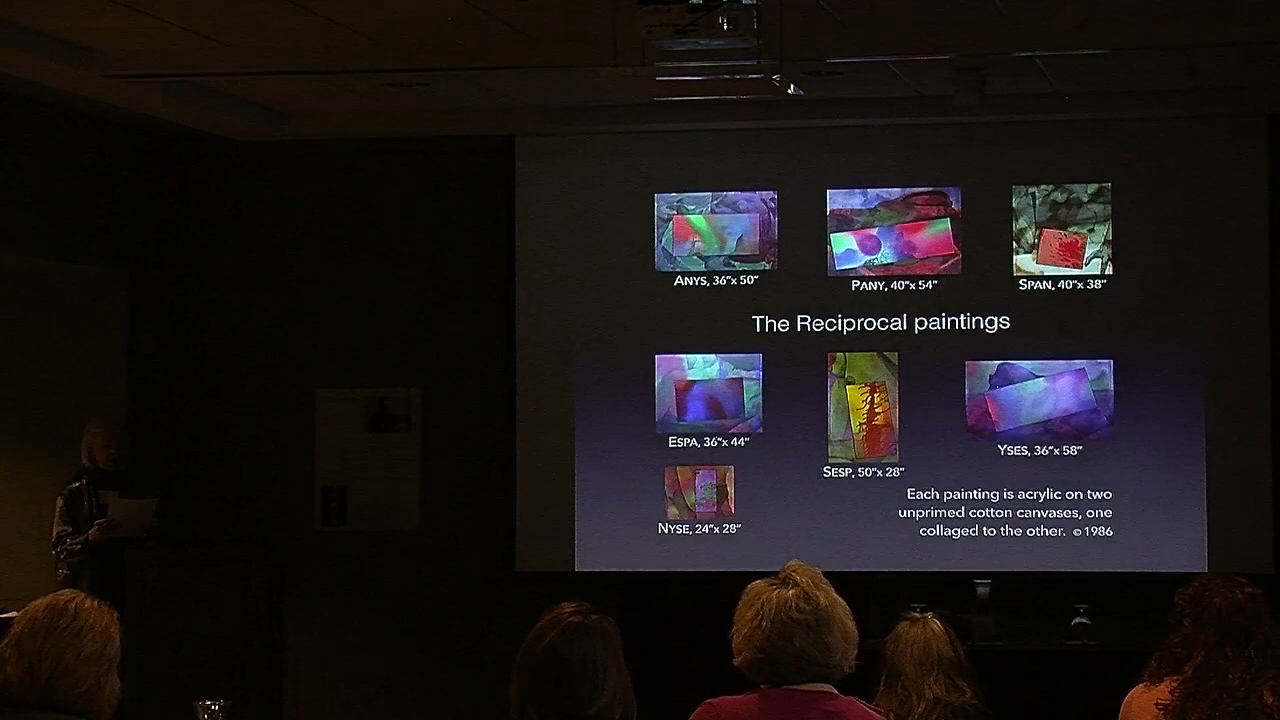 ANYS, 36"x 50"
PANY, 40"x 54"
SPAN, 40"x 38"
The Reciprocal paintings
ESPA, 36"x 44"
SESP, 50"x 28"
YSES, 36"x 58"
NYSE, 24"x 28"
Each painting is acrylic on two
unprimed cotton canvases, one
collaged to the other. © 1986